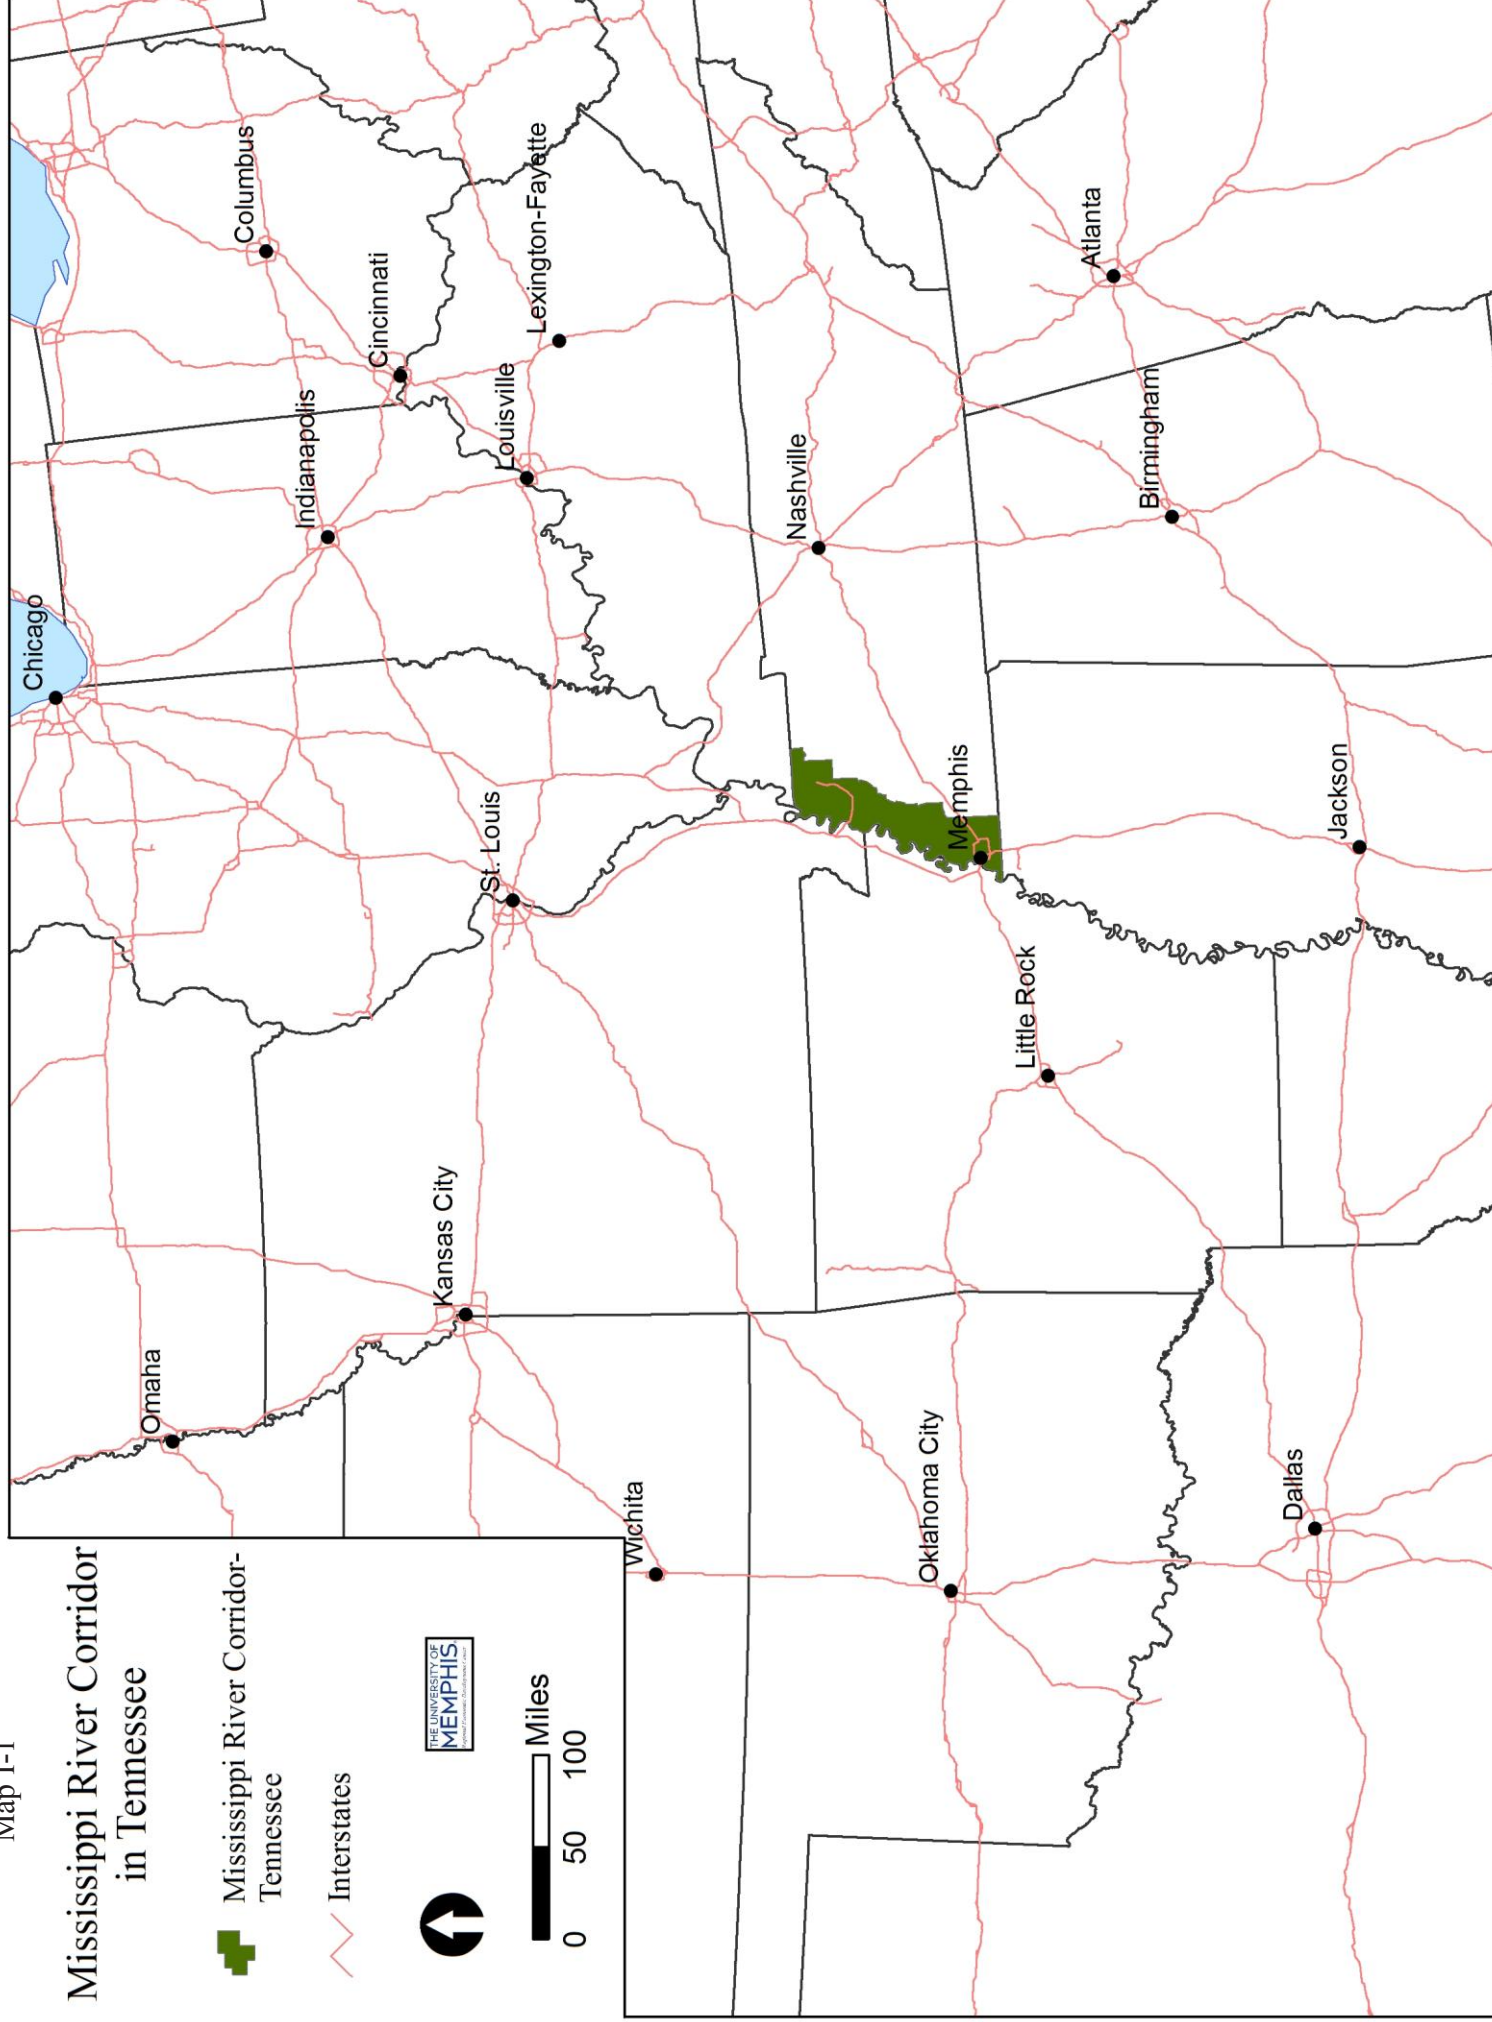 Map 1-1
Mississippi River Corridor
in Tennessee
Mississippi River Corridor-
Tennessee
Interstates
THE UNIVERSITY OF
MEMPHIS.
0 50 100 Miles
Chicago
Omaha
Columbus
Indianapolis
Cincinnati
Kansas City
St. Louis
Louisville
Lexington-Fayette
Wichita
Nashville
Memphis
Oklahoma City
Little Rock
Atlanta
Birmingham
Dallas
Jackson